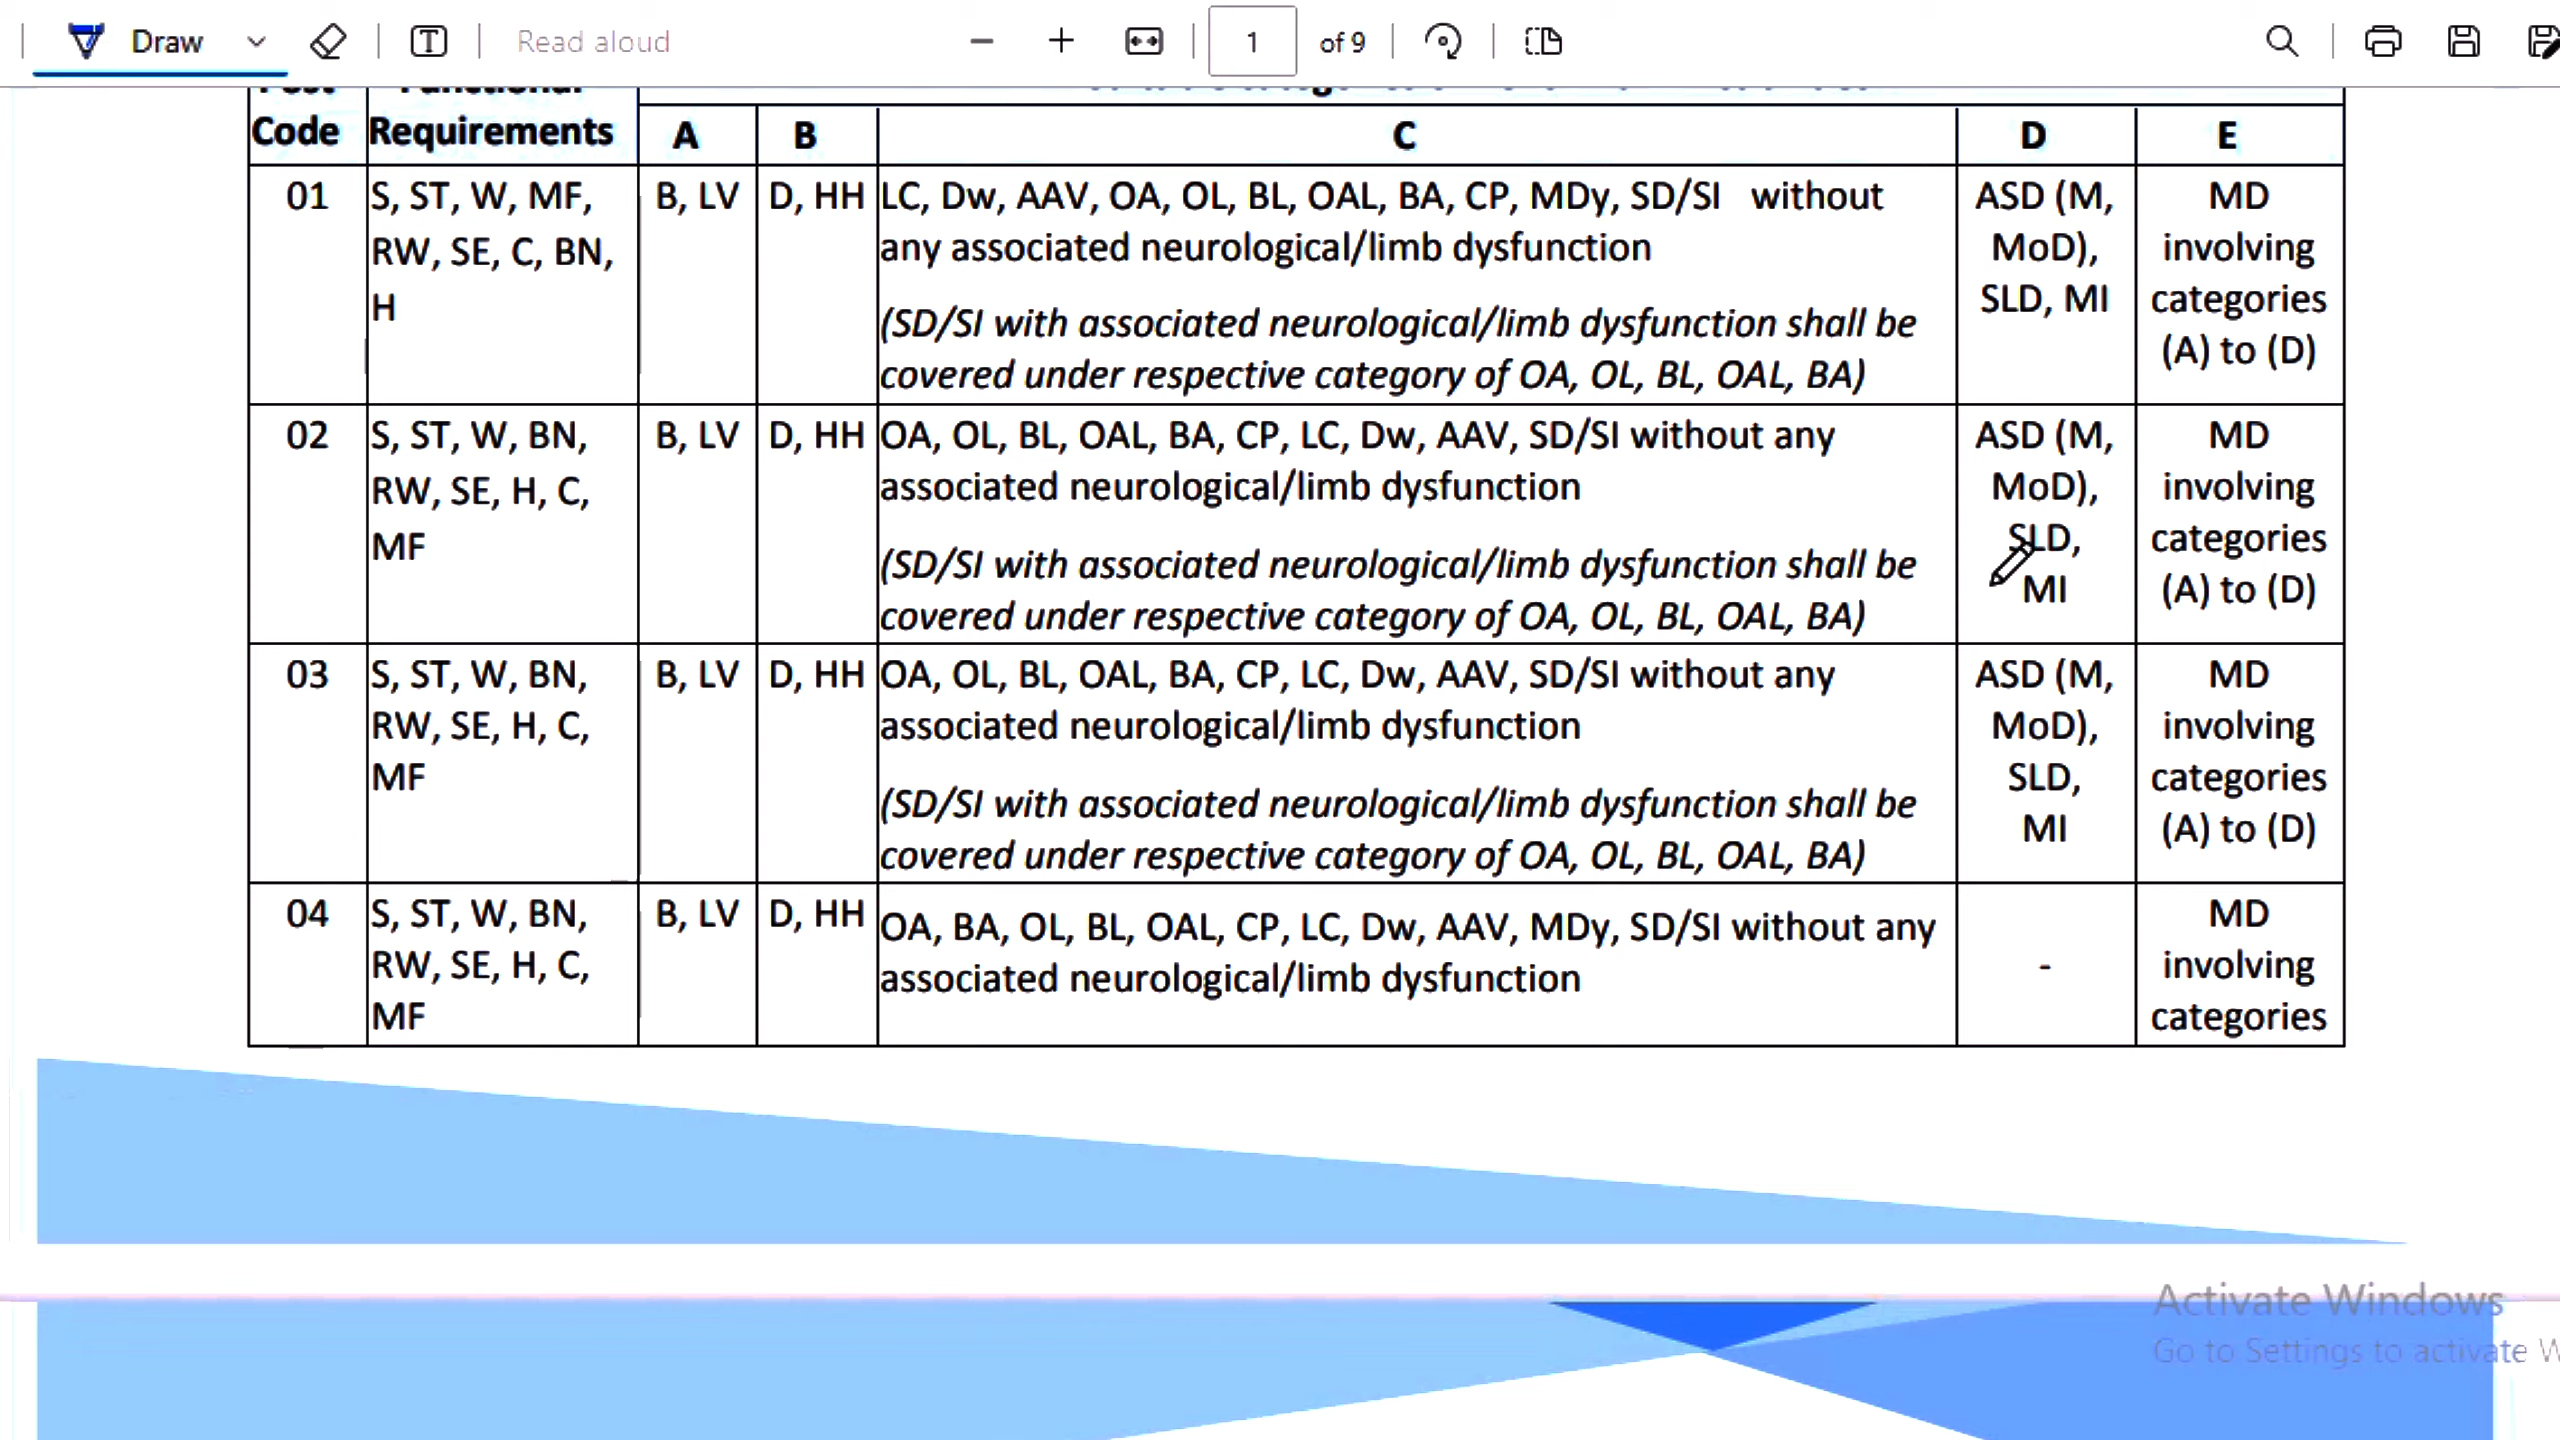 Draw
Read aloud
1 of 9
Post Code
Functional Requirements
A
B
C
D
E
01
S, ST, W, MF,
RW, SE, C, BN,
H
B, LV
D, HH
LC, Dw, AAV, OA, OL, BL, OAL, BA, CP, MDy, SD/SI without
any associated neurological/limb dysfunction
(SD/SI with associated neurological/limb dysfunction shall be
covered under respective category of OA, OL, BL, OAL, BA)
ASD (M,
MoD),
SLD, MI
MD
involving
categories
(A) to (D)
02
S, ST, W, BN,
RW, SE, H, C,
MF
B, LV
D, HH
OA, OL, BL, OAL, BA, CP, LC, Dw, AAV, SD/SI without any
associated neurological/limb dysfunction
(SD/SI with associated neurological/limb dysfunction shall be
covered under respective category of OA, OL, BL, OAL, BA)
ASD (M,
MoD),
SLD,
MI
MD
involving
categories
(A) to (D)
03
S, ST, W, BN,
RW, SE, H, C,
MF
B, LV
D, HH
OA, OL, BL, OAL, BA, CP, LC, Dw, AAV, SD/SI without any
associated neurological/limb dysfunction
(SD/SI with associated neurological/limb dysfunction shall be
covered under respective category of OA, OL, BL, OAL, BA)
ASD (M,
MoD),
SLD,
MI
MD
involving
categories
(A) to (D)
04
S, ST, W, BN,
RW, SE, H, C,
MF
B, LV
D, HH
OA, BA, OL, BL, OAL, CP, LC, Dw, AAV, MDy, SD/SI without any
associated neurological/limb dysfunction
-
MD
involving
categories
Activate Windows
Go to Settings to activate W